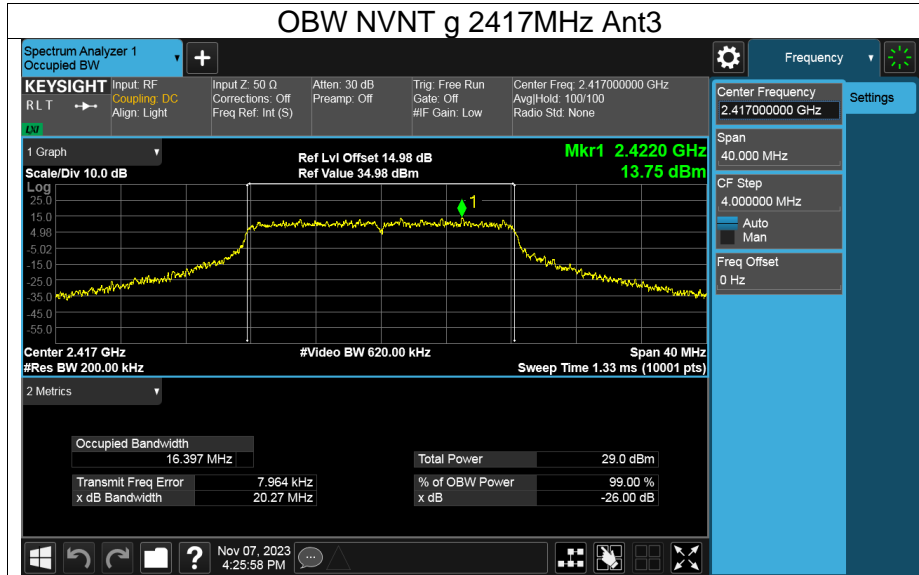 OBW NVNT g 2417MHz Ant3
Spectrum Analyzer 1
Occupied BW
Frequency
KEYSIGHT
R L T
LXI
Input: RF
Coupling: DC
Align: Light
Input Z: 50 Ω
Corrections: Off
Freq Ref: Int (S)
Atten: 30 dB
Preamp: Off
Trig: Free Run
Gate: Off
#IF Gain: Low
Center Freq: 2.417000000 GHz
Avg|Hold: 100/100
Radio Std: None
Center Frequency
2.417000000 GHz
Settings
Span
40.000 MHz
CF Step
4.000000 MHz
Auto
Man
Freq Offset
0 Hz
1 Graph
Scale/Div 10.0 dB
Ref Lvl Offset 14.98 dB
Ref Value 34.98 dBm
Mkr1 2.4220 GHz
13.75 dBm
Log
25.0
15.0
4.98
-5.02
-15.0
-25.0
-35.0
-45.0
-55.0
1
Center 2.417 GHz
#Res BW 200.00 kHz
#Video BW 620.00 kHz
Span 40 MHz
Sweep Time 1.33 ms (10001 pts)
2 Metrics
Occupied Bandwidth
16.397 MHz
Transmit Freq Error 7.964 kHz
x dB Bandwidth 20.27 MHz
Total Power 29.0 dBm
% of OBW Power 99.00 %
x dB -26.00 dB
?
Nov 07, 2023
4:25:58 PM